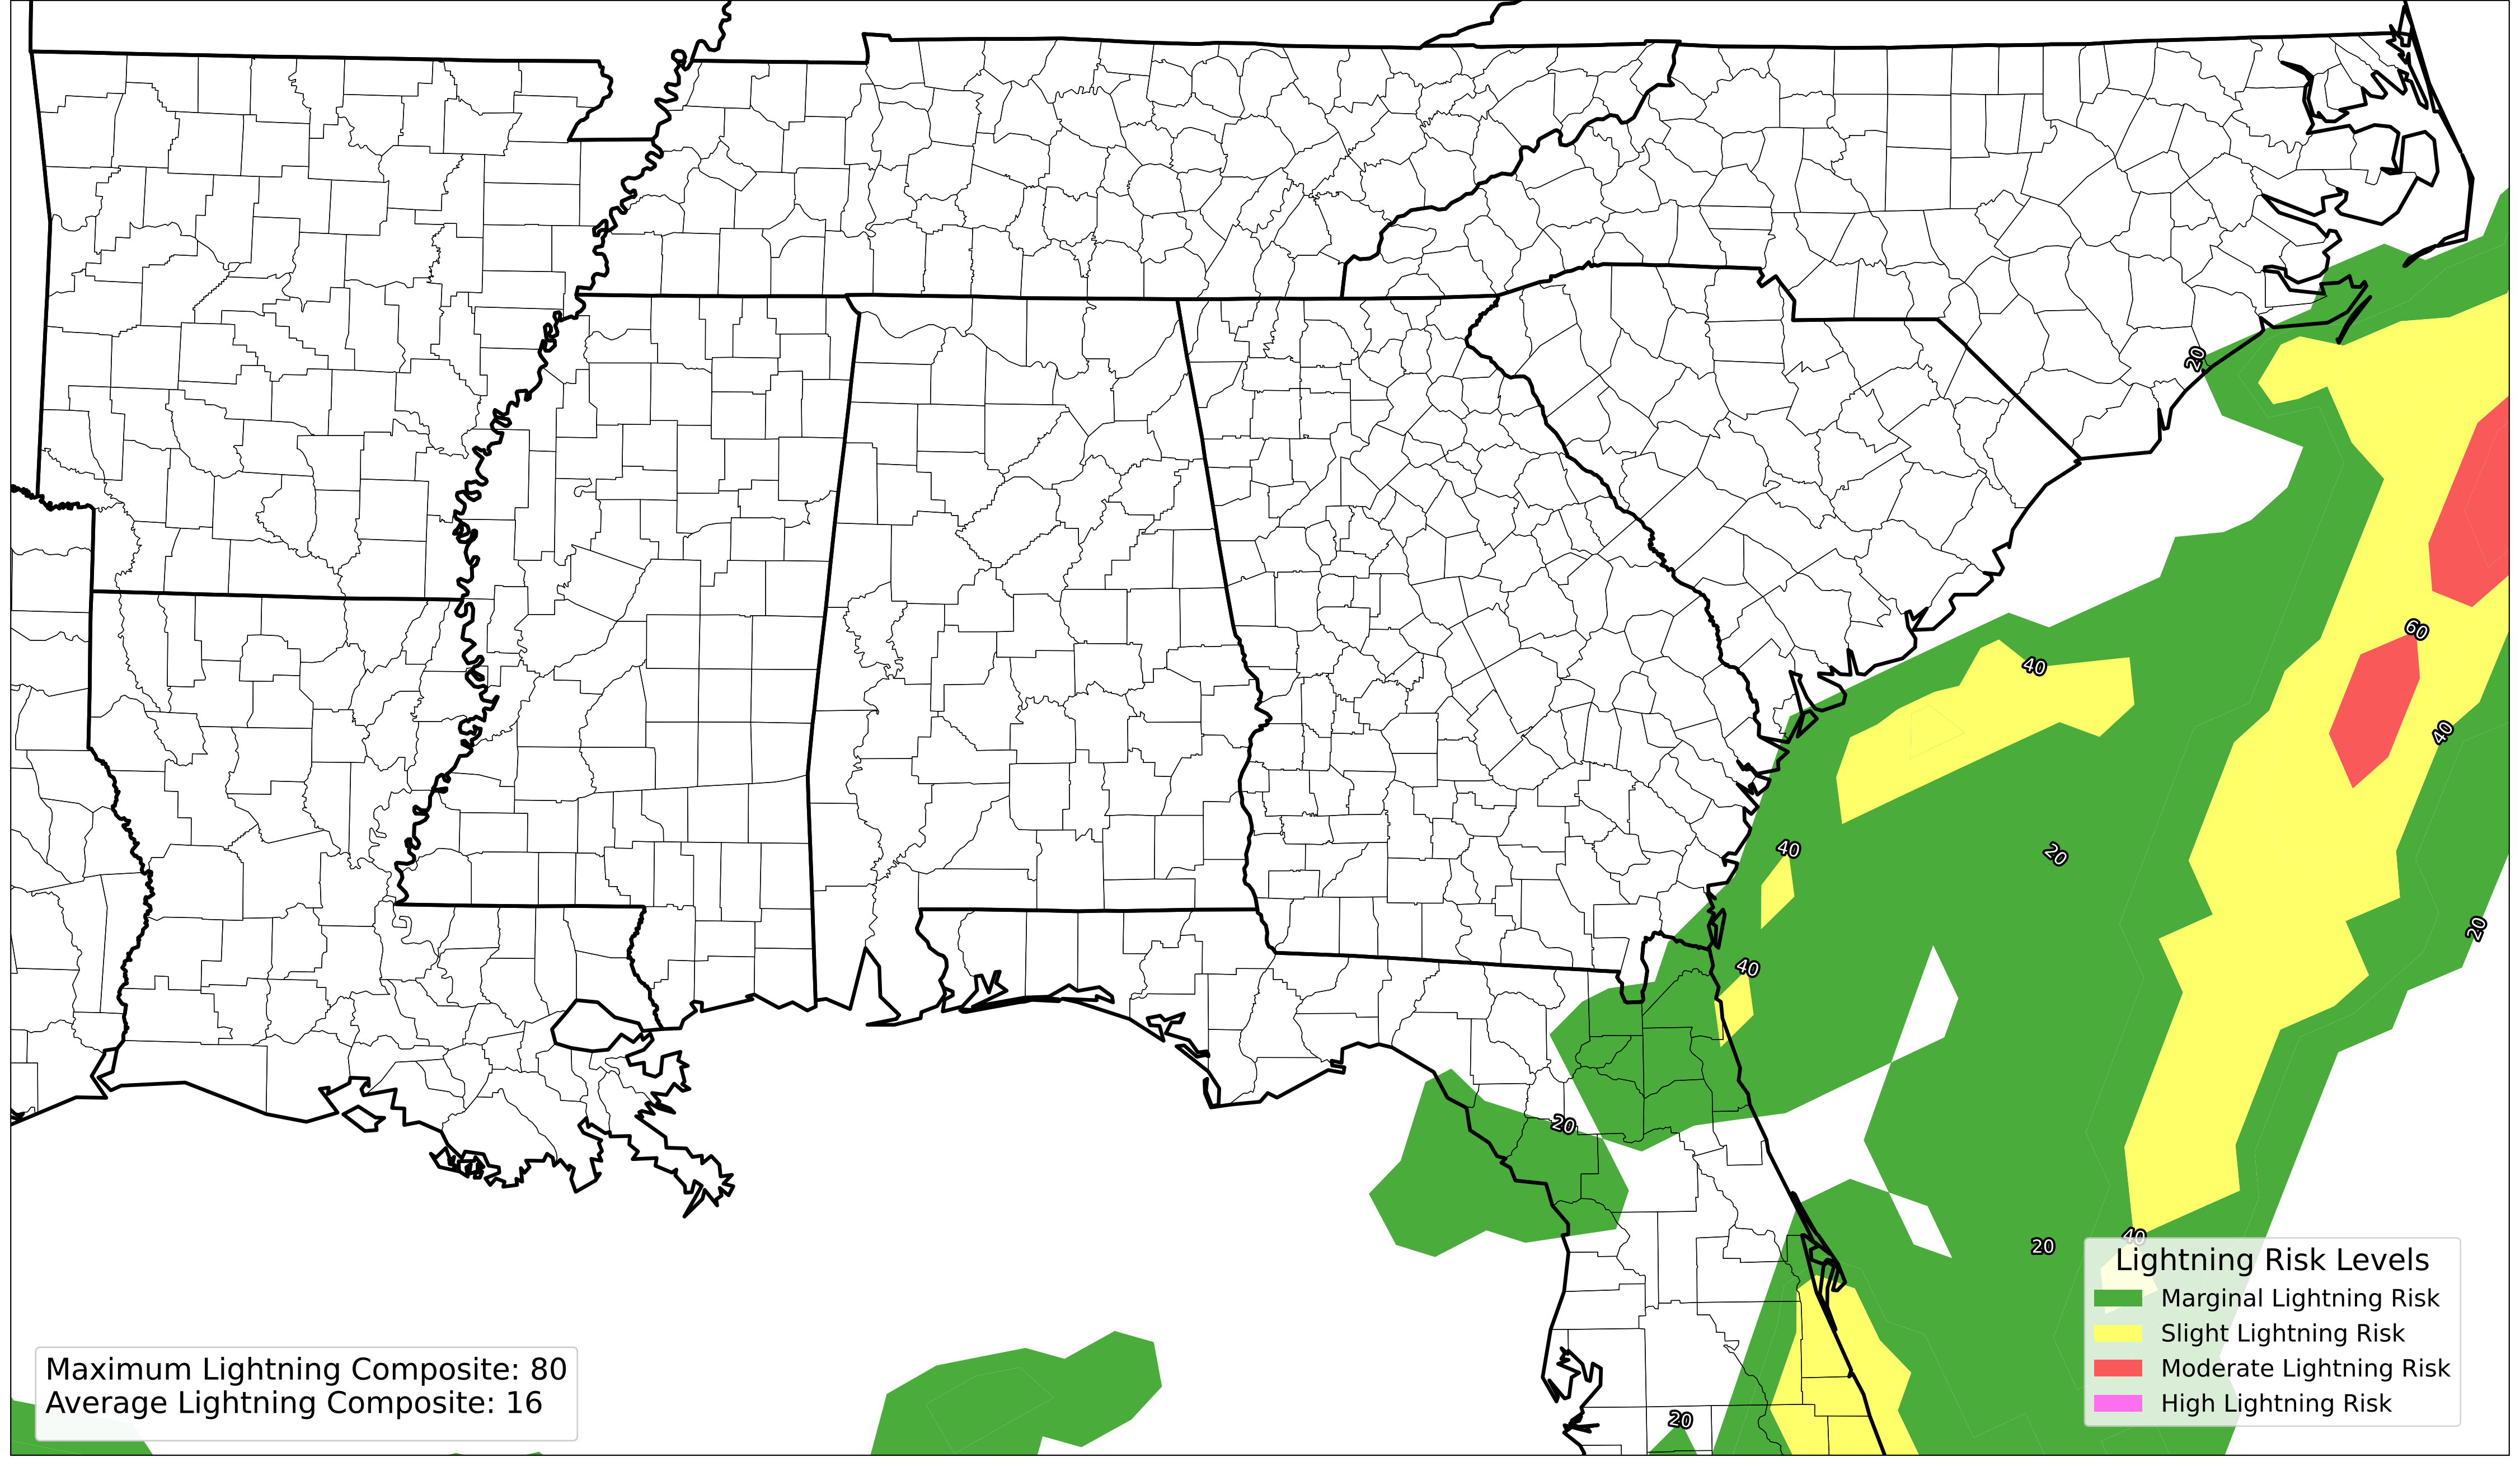 20
60
40
40
40
20
20
40
20
40
20
20
Lightning Risk Levels
Marginal Lightning Risk
Slight Lightning Risk
Moderate Lightning Risk
High Lightning Risk
Maximum Lightning Composite: 80
Average Lightning Composite: 16